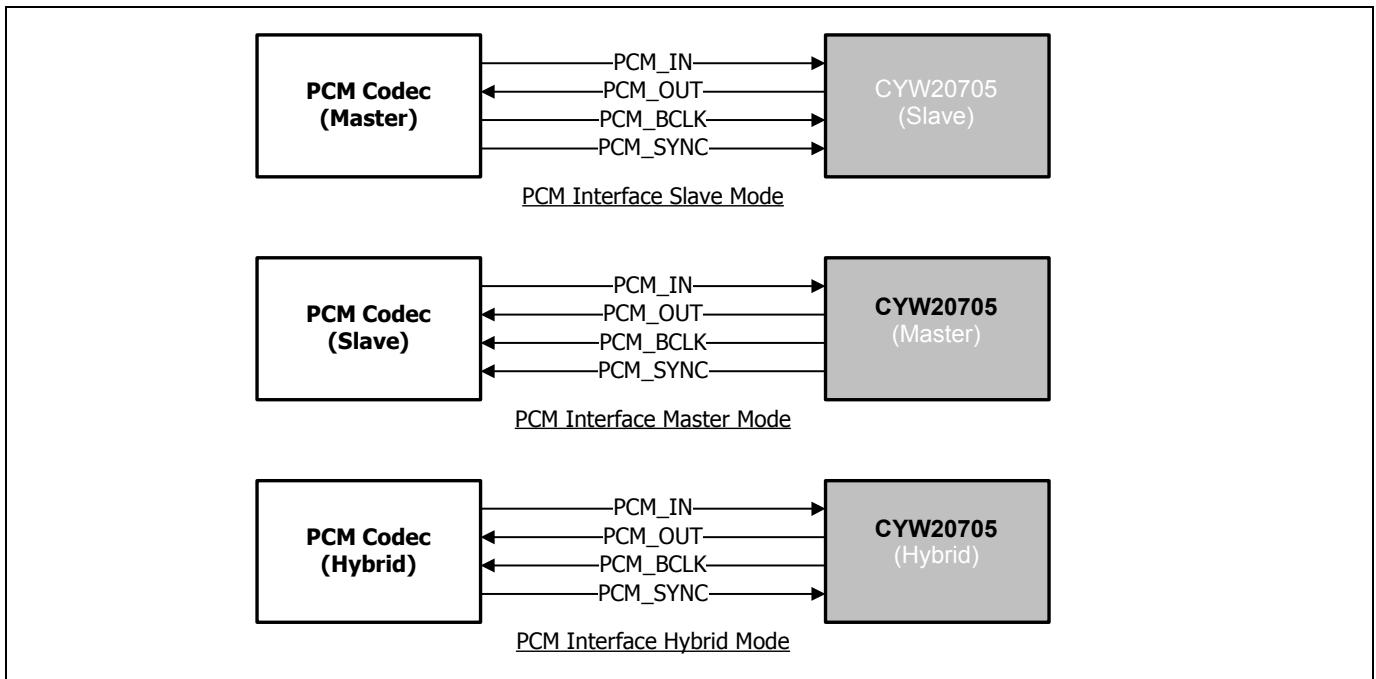 PCM Codec
(Master)
PCM_IN
PCM_OUT
PCM_BCLK
PCM_SYNC
CYW20705
(Slave)
PCM Interface Slave Mode
PCM Codec
(Slave)
PCM_IN
PCM_OUT
PCM_BCLK
PCM_SYNC
CYW20705
(Master)
PCM Interface Master Mode
PCM Codec
(Hybrid)
PCM_IN
PCM_OUT
PCM_BCLK
PCM_SYNC
CYW20705
(Hybrid)
PCM Interface Hybrid Mode